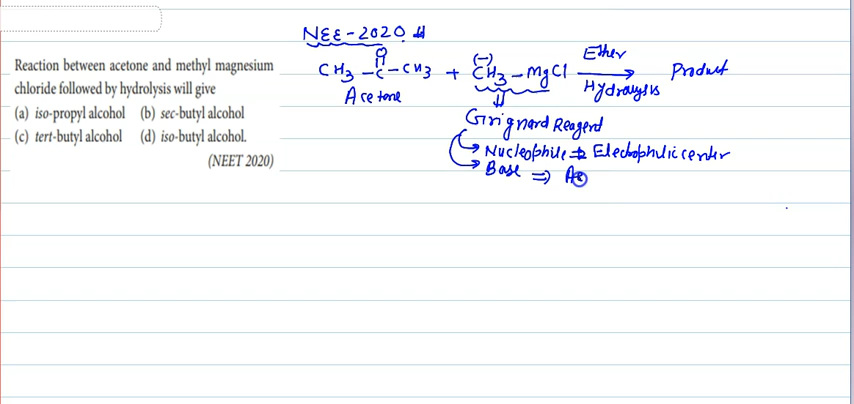 NEE-2020
Reaction between acetone and methyl magnesium
chloride followed by hydrolysis will give
(a) iso-propyl alcohol (b) sec-butyl alcohol
(c) tert-butyl alcohol (d) iso-butyl alcohol.
(NEET 2020)
O
CH3 -C-CH3 + CH3-MgCl Ether Product
(-)
Hydrolysis
Acetone
Grignard Reagent
Nucleophile Electrophilic center
Base ⇒